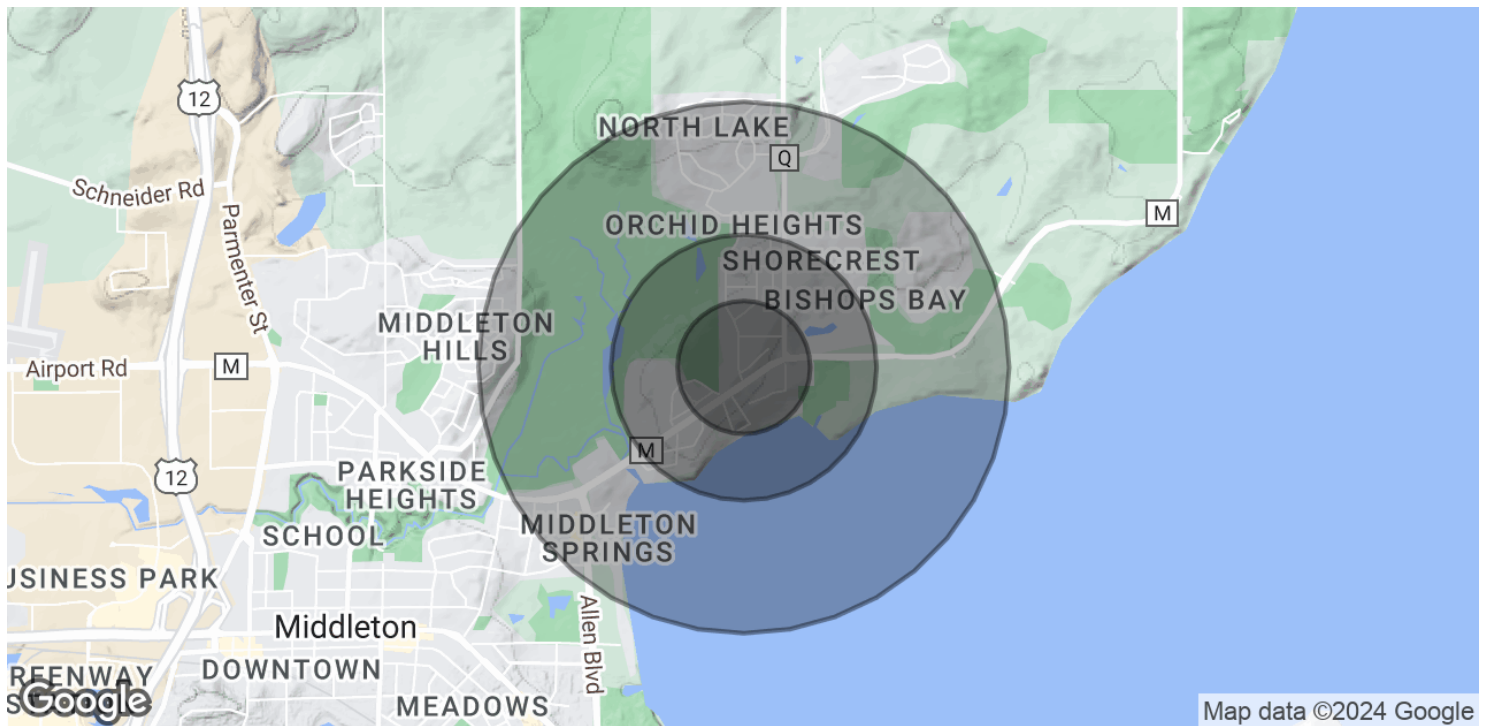 12
NORTH LAKE
Q
Schneider Rd
Parmenter St
M
ORCHID HEIGHTS
SHORECREST
BISHOPS BAY
MIDDLETON
HILLS
Airport Rd
M
M
12
PARKSIDE
HEIGHTS
SCHOOL
MIDDLETON
SPRINGS
USINESS PARK
Middleton
Allen Blvd
DOWNTOWN
REENWAY
MEADOWS
Google
Map data ©2024 Google